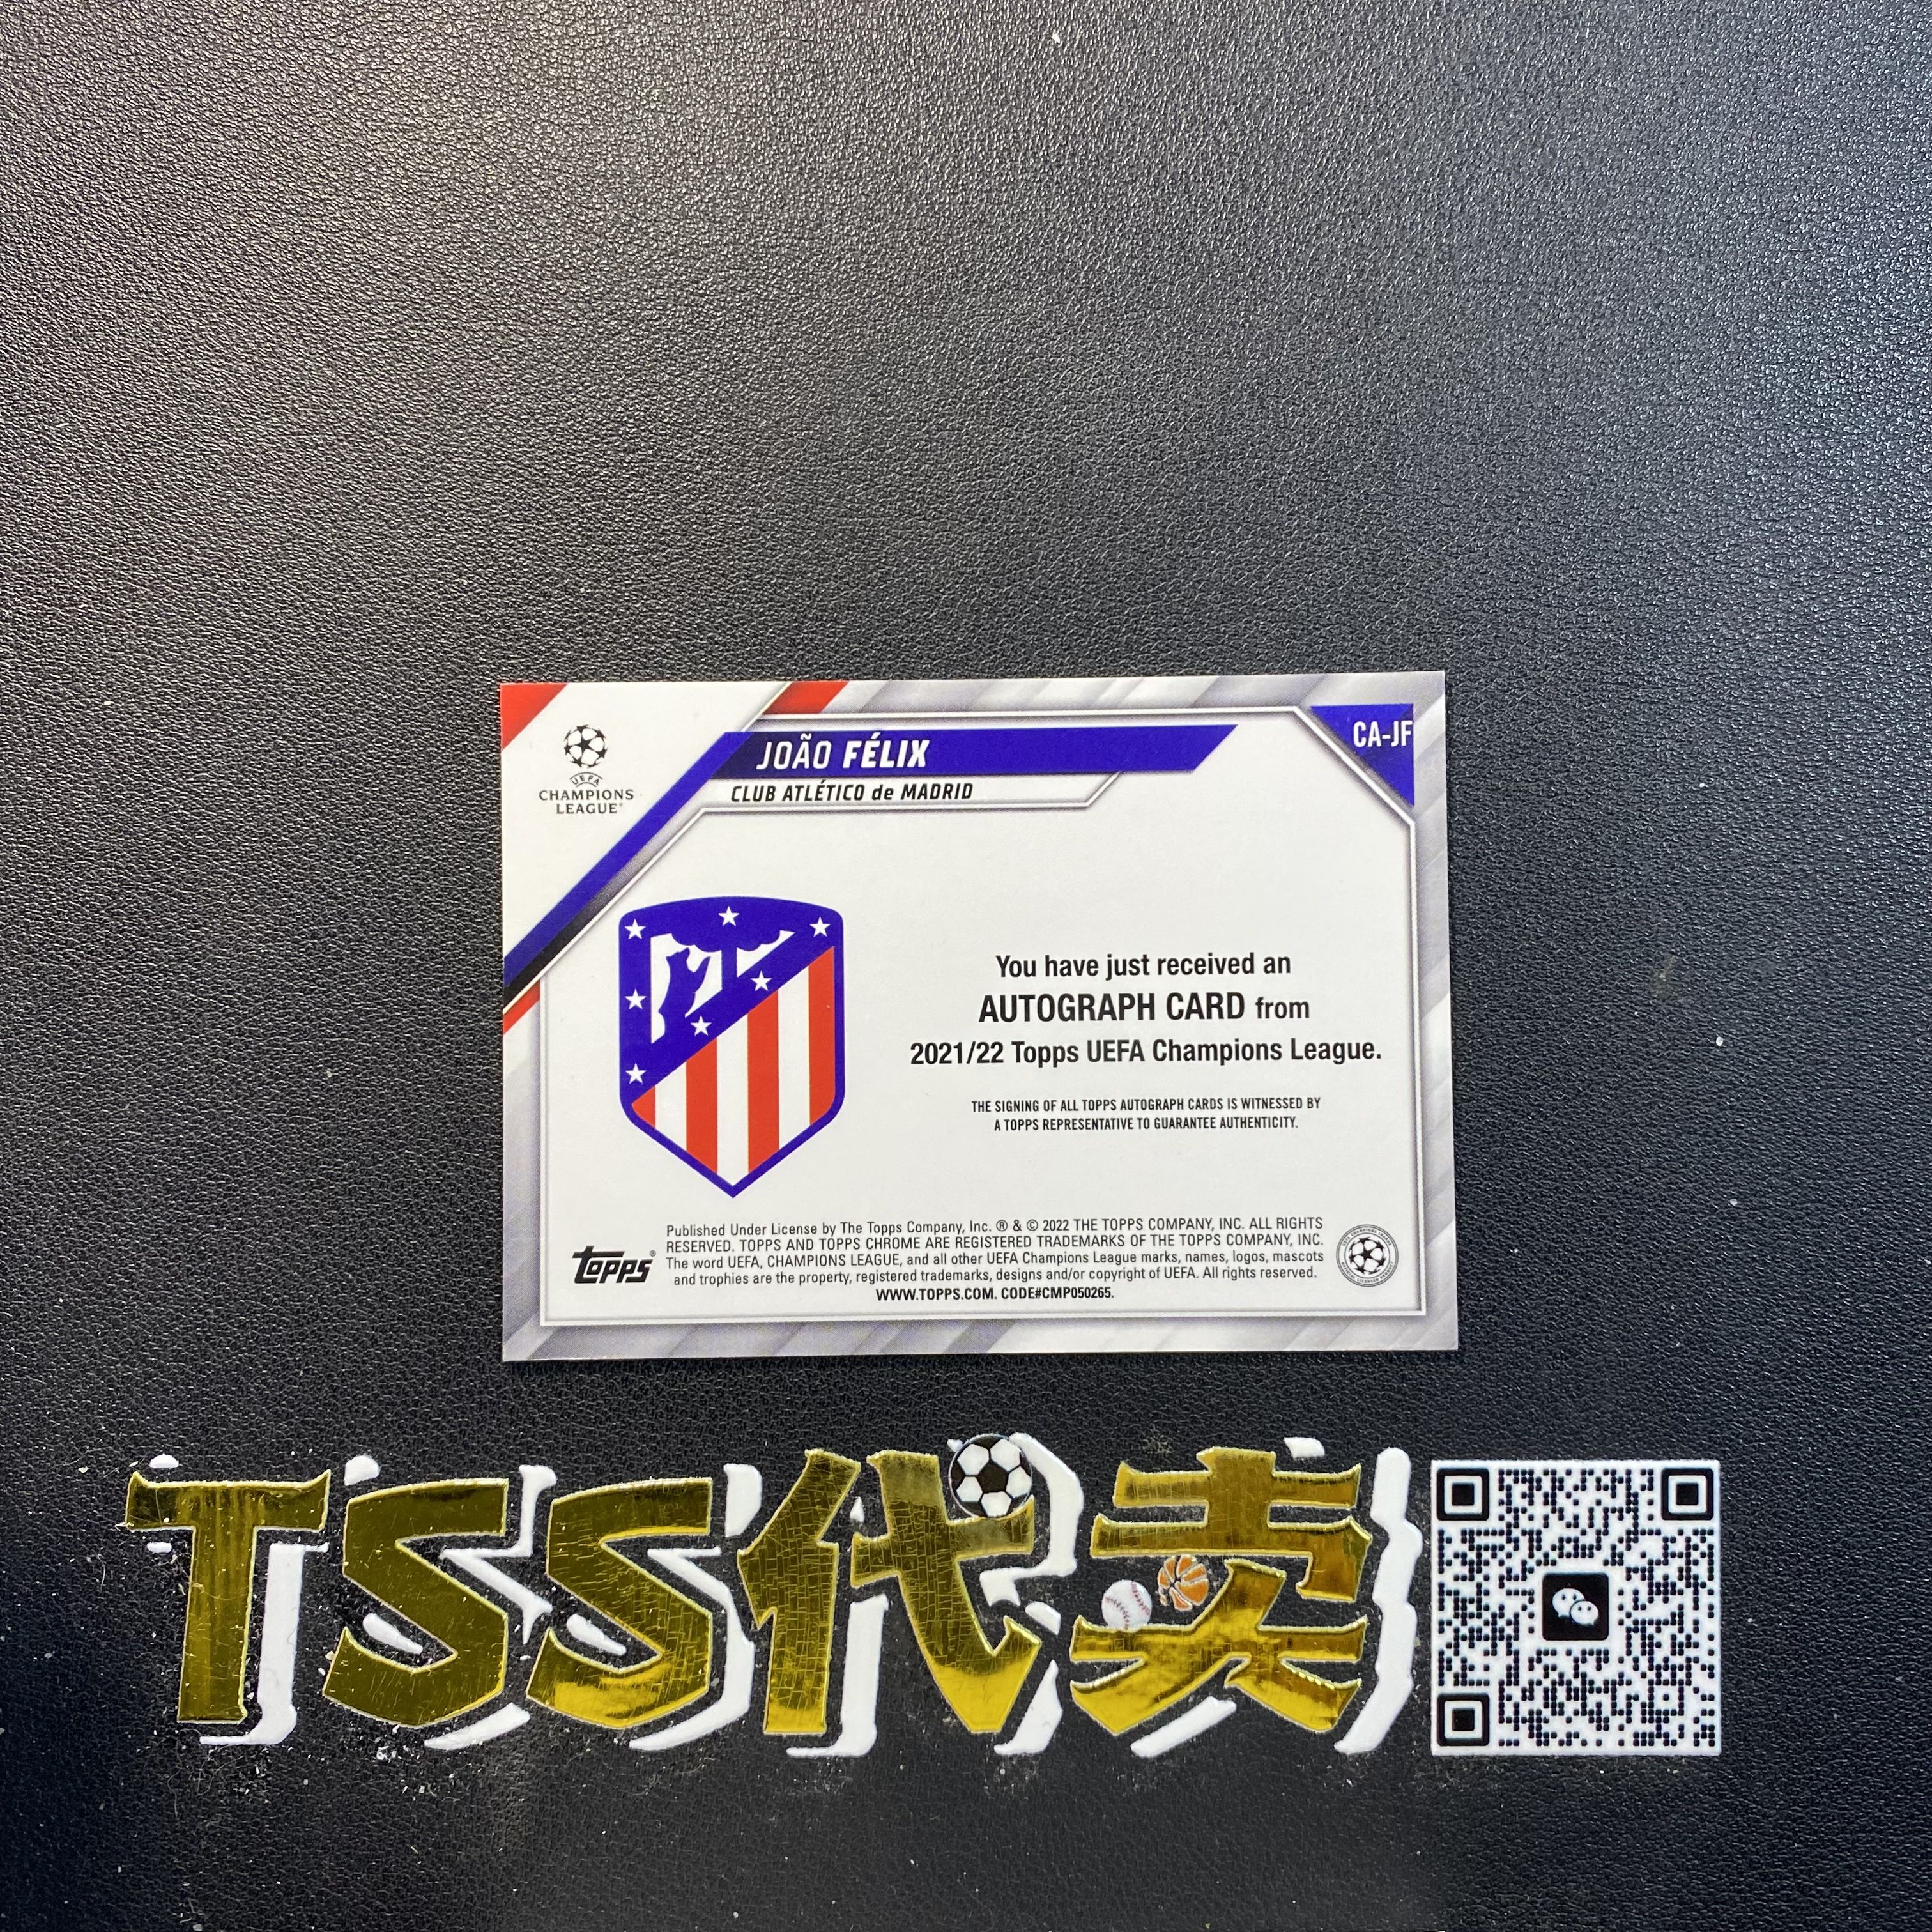 UEFA
CHAMPIONS
LEAGUE
JOÃO FÉLIX
CLUB ATLÉTICO de MADRID
CA-JF
You have just received an
AUTOGRAPH CARD from
2021/22 Topps UEFA Champions League.
THE SIGNING OF ALL TOPPS AUTOGRAPH CARDS IS WITNESSED BY
A TOPPS REPRESENTATIVE TO GUARANTEE AUTHENTICITY.
topps®
Published Under License by The Topps Company, Inc. ® & © 2022 THE TOPPS COMPANY, INC. ALL RIGHTS
RESERVED. TOPPS AND TOPPS CHROME ARE REGISTERED TRADEMARKS OF THE TOPPS COMPANY, INC.
The word UEFA, CHAMPIONS LEAGUE, and all other UEFA Champions League marks, names, logos, mascots
and trophies are the property, registered trademarks, designs and/or copyright of UEFA. All rights reserved.
WWW.TOPPS.COM. CODE#CMP050265.
TSS代卖